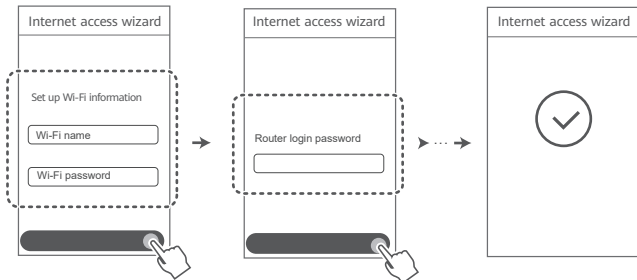 Internet access wizard
Set up Wi-Fi information
Wi-Fi name
Wi-Fi password
Internet access wizard
Router login password
...
Internet access wizard